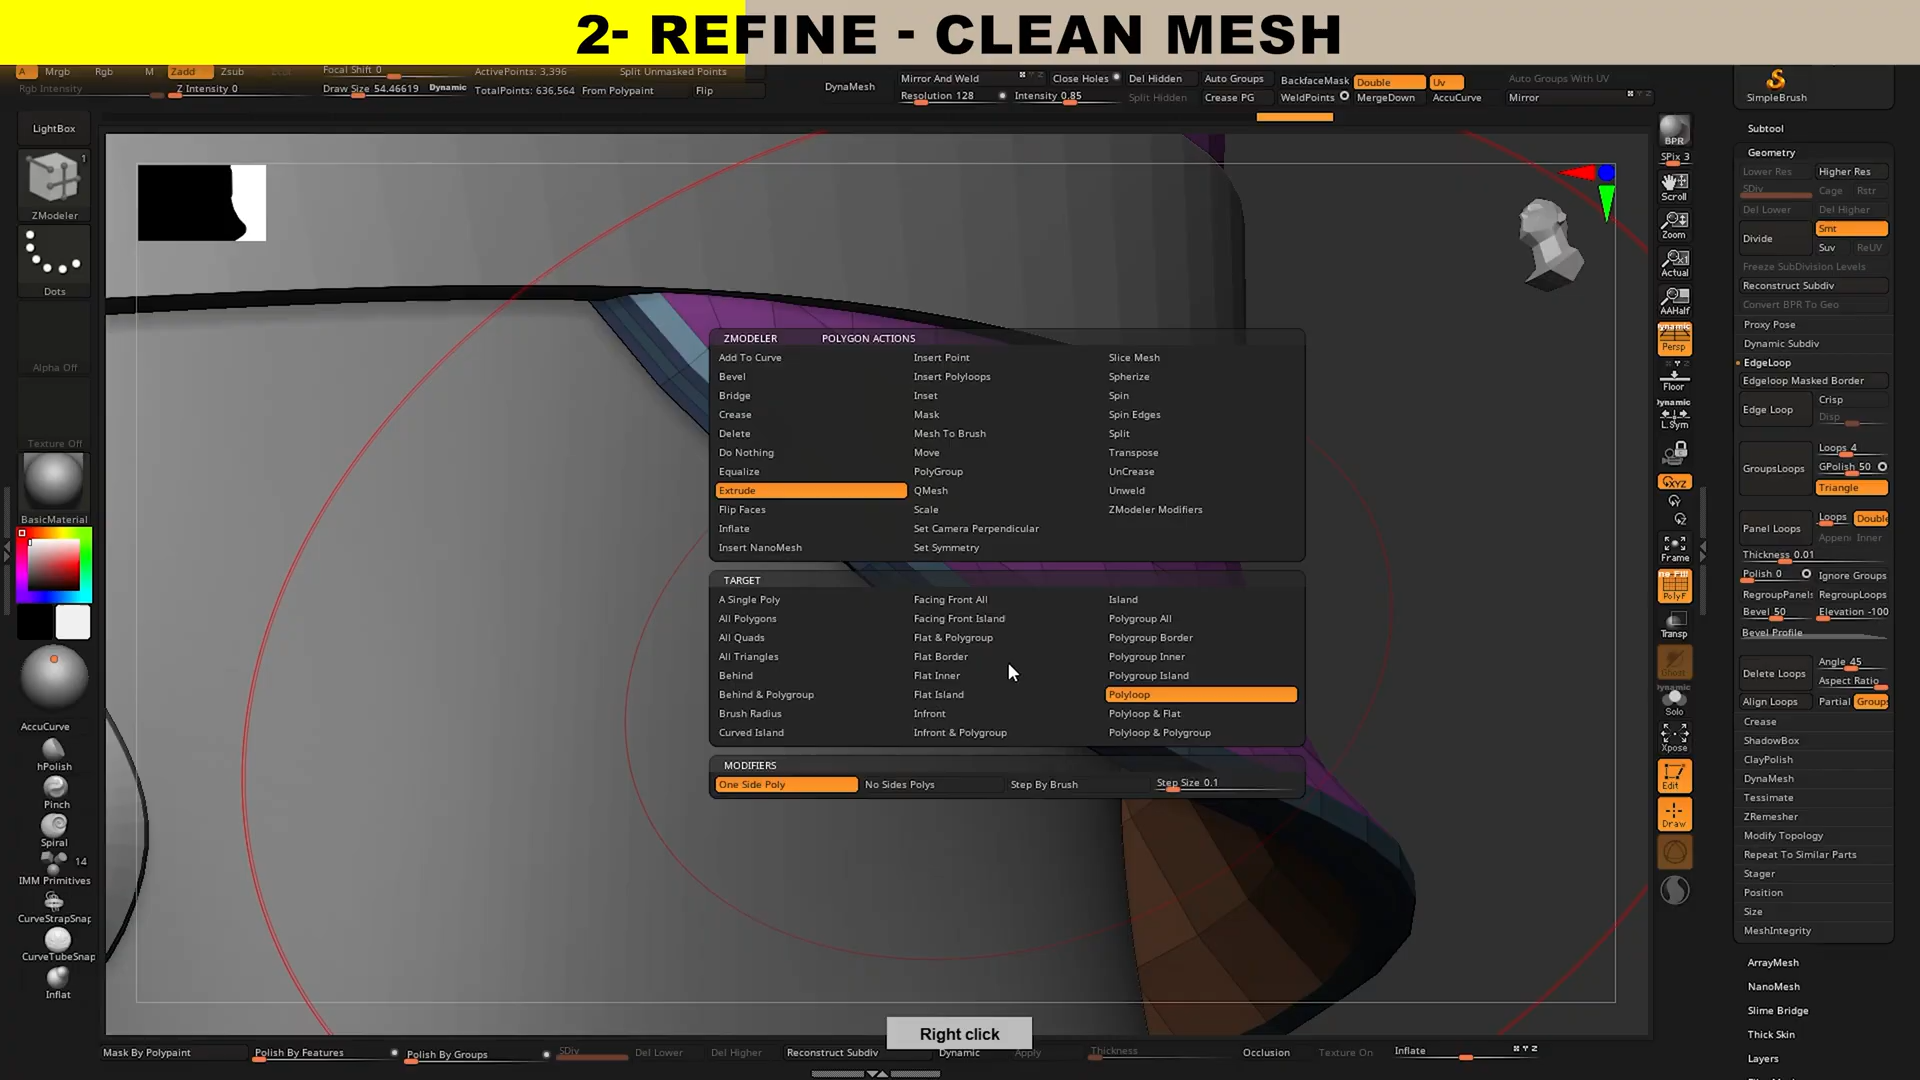 2- REFINE - CLEAN MESH
A Mrgb Rgb M Zadd Zsub
Focal Shift 0
ActivePoints: 3,396
Split Unmasked Points
Rgb Intensity
Z Intensity 0
Draw Size 54.46619
Dynamic
TotalPoints: 636,564
From Polypaint
Flip
DynaMesh
Mirror And Weld
Close Holes
Del Hidden
Auto Groups
BackfaceMask
Double
Uv
Auto Groups With UV
Resolution 128
Intensity 0.85
Split Hidden
Crease PG
WeldPoints
MergeDown
AccuCurve
Mirror
SimpleBrush
LightBox
1
ZModeler
Dots
Alpha Off
Texture Off
BasicMaterial
AccuCurve
hPolish
Pinch
Spiral
14
IMM Primitives
CurveStrapSnap
CurveTubeSnap
Inflat
ZMODELER POLYGON ACTIONS
Add To Curve Insert Point Slice Mesh
Bevel Insert Polyloops Spherize
Bridge Inset Spin
Crease Mask Spin Edges
Delete Mesh To Brush Split
Do Nothing Move Transpose
Equalize PolyGroup UnCrease
Extrude QMesh Unweld
Flip Faces Scale ZModeler Modifiers
Inflate Set Camera Perpendicular
Insert NanoMesh Set Symmetry
TARGET
A Single Poly Facing Front All Island
All Polygons Facing Front Island Polygroup All
All Quads Flat & Polygroup Polygroup Border
All Triangles Flat Border Polygroup Inner
Behind Flat Inner Polygroup Island
Behind & Polygroup Flat Island Polyloop
Brush Radius Infront Polyloop & Flat
Curved Island Infront & Polygroup Polyloop & Polygroup
MODIFIERS
One Side Poly No Sides Polys Step By Brush Step Size 0.1
Right click
BPR
SPix 3
Scroll
Zoom
Actual
AAHalf
Dynamic
Persp
Floor
Dynamic
L.Sym
XYZ
Frame
PolyF
Transp
Ghost
Dynamic
Solo
Xpose
Edit
Draw
Subtool
Geometry
Lower Res Higher Res
SDiv Cage Rstr
Del Lower Del Higher
Divide
Smt
Suv ReUV
Freeze SubDivision Levels
Reconstruct Subdiv
Convert BPR To Geo
Proxy Pose
Dynamic Subdiv
EdgeLoop
Edgeloop Masked Border
Edge Loop
Crisp
Disp
GroupsLoops
Loops 4
GPolish 50
Triangle
Panel Loops
Loops Double
Append Inner
Thickness 0.01
Polish 0 Ignore Groups
RegroupPanels RegroupLoops
Bevel 50 Elevation -100
Bevel Profile
Delete Loops
Angle 45
Aspect Ratio
Align Loops Partial Groups
Crease
ShadowBox
ClayPolish
DynaMesh
Tessimate
ZRemesher
Modify Topology
Repeat To Similar Parts
Stager
Position
Size
MeshIntegrity
ArrayMesh
NanoMesh
Slime Bridge
Thick Skin
Layers
Mask By Polypaint
Polish By Features
Polish By Groups
SDiv
Del Lower
Del Higher
Reconstruct Subdiv
Dynamic
Apply
Thickness
Occlusion
Texture On
Inflate
X Y Z